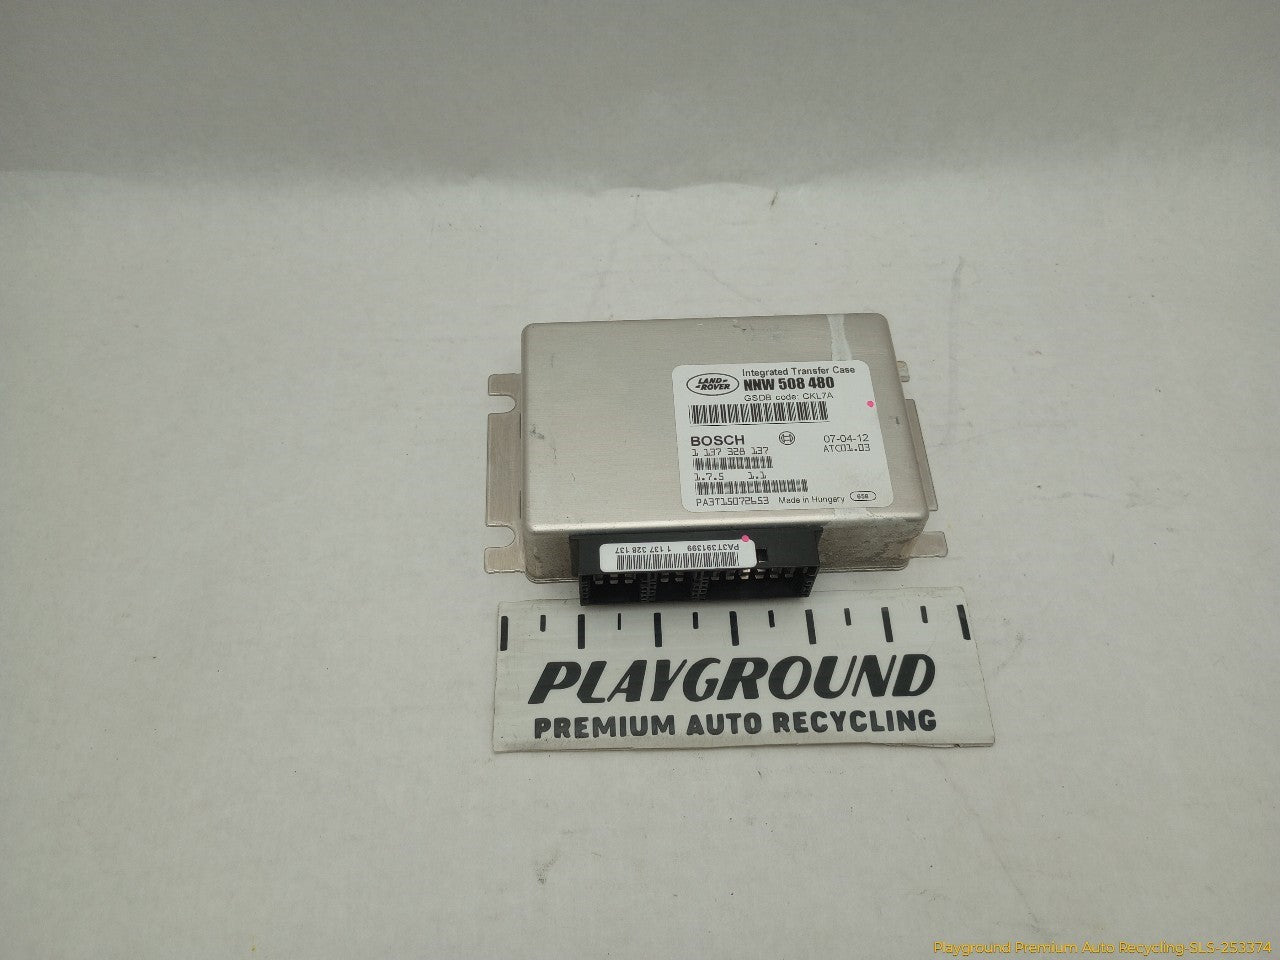 LAND-
-ROVER
Integrated Transfer Case
NNW 508 480
GSDB code: CKL7A
BOSCH
07-04-12
1 137 328 137
ATC01.03
1.7.5 1.1
PA3T15072653 Made in Hungary
PA3T391399 1 137 328 137
PLAYGROUND
PREMIUM AUTO RECYCLING
Playground Premium Auto Recycling-SLS-253374